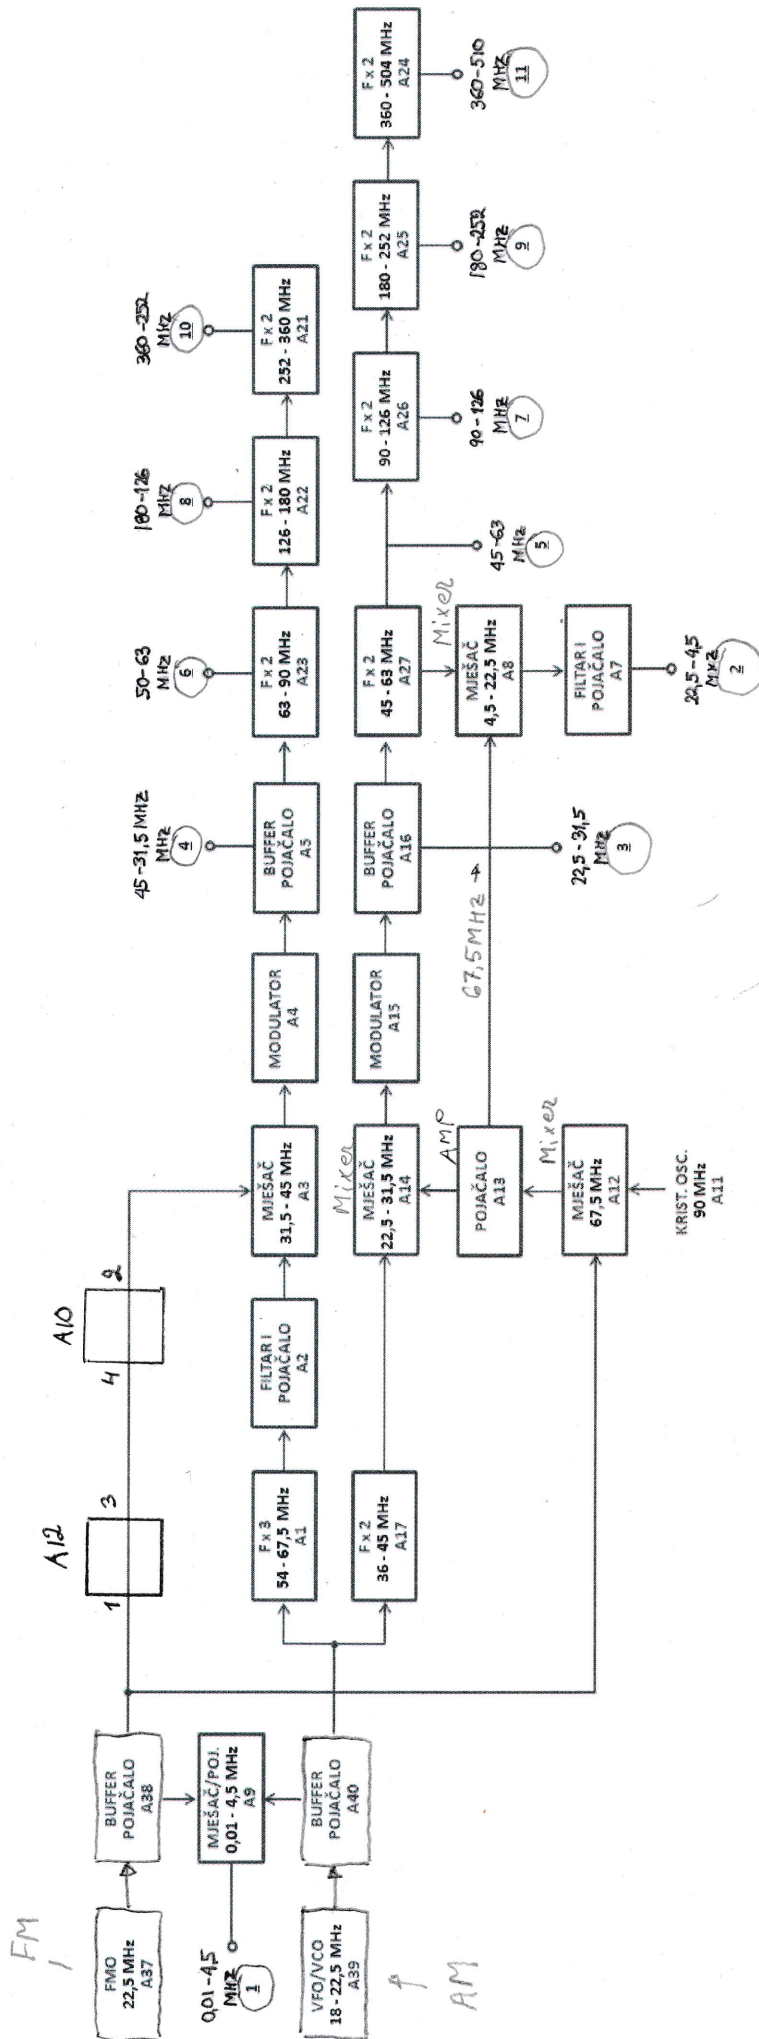 FM
FMO
22,5 MHz
A37
BUFFER
POJAČALO
A38
0,01-4,5
MHz
1
MJEŠAČ/POJ.
0,01 - 4,5 MHz
A9
VFO/VCO
18 - 22,5 MHz
A39
AM
BUFFER
POJAČALO
A40
A12
1
3
A10
4
2
F x 3
54 - 67,5 MHz
A1
FILTAR I
POJAČALO
A2
MJEŠAČ
31,5 - 45 MHz
A3
MODULATOR
A4
BUFFER
POJAČALO
A5
45-31,5 MHz
MHz
4
F x 2
63 - 90 MHz
A23
50-63
MHz
6
F x 2
126 - 180 MHz
A22
180-126
MHz
8
F x 2
252 - 360 MHz
A21
360-252
MHz
10
F x 2
36 - 45 MHz
A17
Mixer
MJEŠAČ
22,5 - 31,5 MHz
A14
MODULATOR
A15
BUFFER
POJAČALO
A16
22,5-31,5
MHz
3
F x 2
45 - 63 MHz
A27
45-63
MHz
5
F x 2
90 - 126 MHz
A26
90-126
MHz
7
F x 2
180 - 252 MHz
A25
180-252
MHz
9
F x 2
360 - 504 MHz
A24
360-510
MHz
11
AMP
POJAČALO
A13
67,5MHz →
Mixer
MJEŠAČ
4,5 - 22,5 MHz
A8
Mixer
MJEŠAČ
67,5 MHz
A12
FILTAR I
POJAČALO
A7
22,5-4,5
MHz
2
KRIST. OSC.
90 MHz
A11